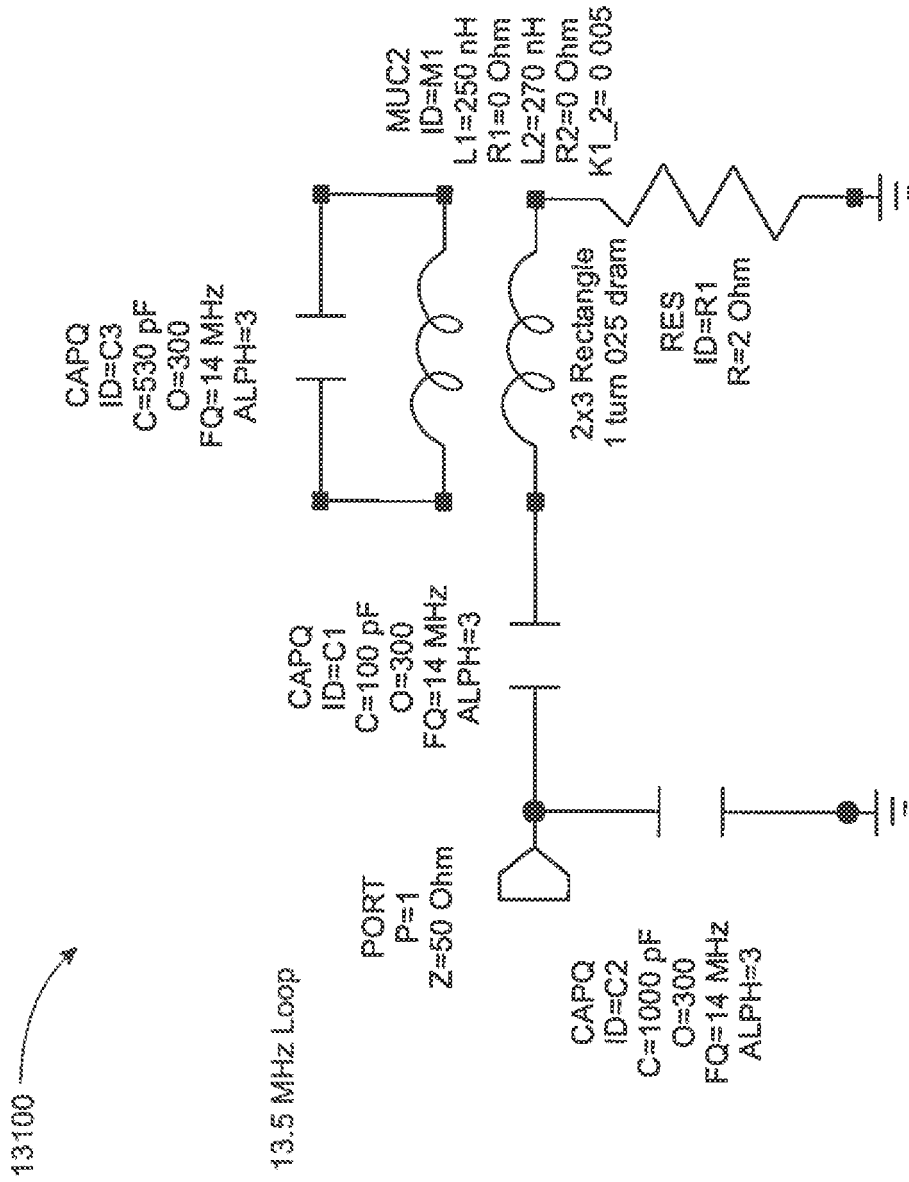 13100
13.5 MHz Loop
PORT
P=1
Z=50 Ohm
CAPQ
ID=C2
C=1000 pF
O=300
FQ=14 MHz
ALPH=3
CAPQ
ID=C1
C=100 pF
O=300
FQ=14 MHz
ALPH=3
CAPQ
ID=C3
C=530 pF
O=300
FQ=14 MHz
ALPH=3
MUC2
ID=M1
L1=250 nH
R1=0 Ohm
L2=270 nH
R2=0 Ohm
K1_2= 0 005
2x3 Rectangle
1 turn 025 dram
RES
ID=R1
R=2 Ohm